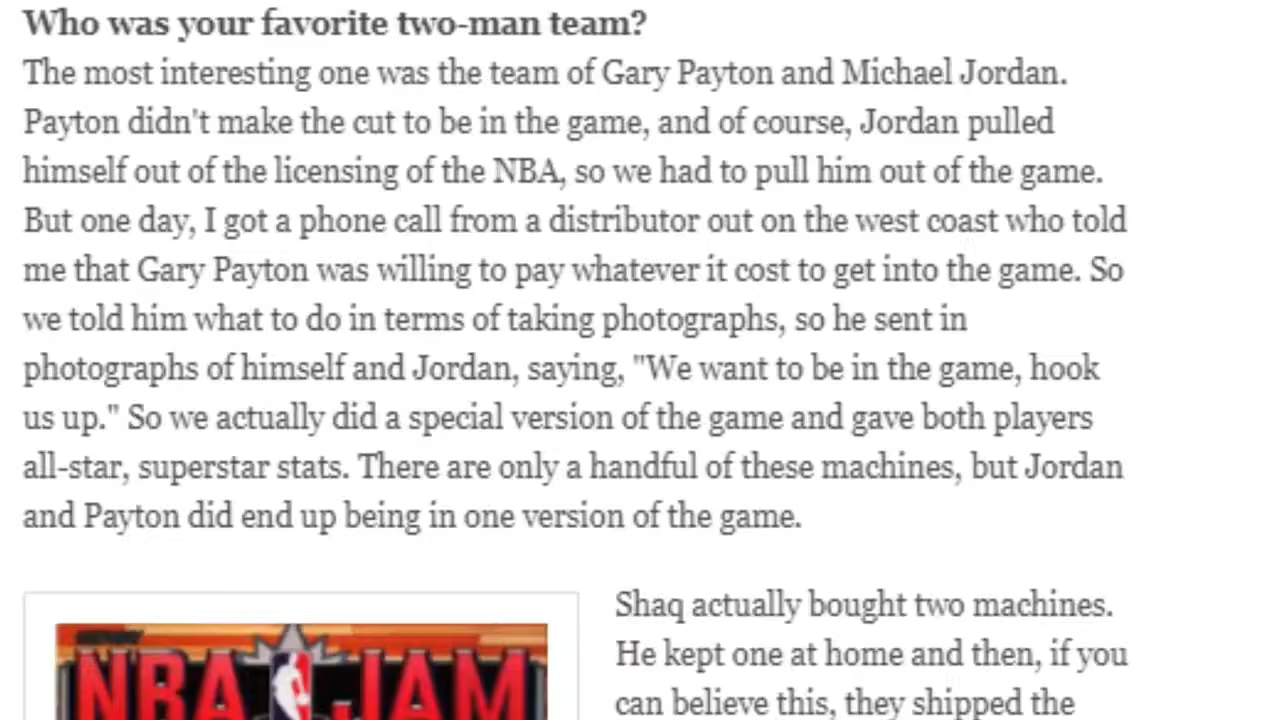 Who was your favorite two-man team?
The most interesting one was the team of Gary Payton and Michael Jordan.
Payton didn't make the cut to be in the game, and of course, Jordan pulled
himself out of the licensing of the NBA, so we had to pull him out of the game.
But one day, I got a phone call from a distributor out on the west coast who told
me that Gary Payton was willing to pay whatever it cost to get into the game. So
we told him what to do in terms of taking photographs, so he sent in
photographs of himself and Jordan, saying, "We want to be in the game, hook
us up." So we actually did a special version of the game and gave both players
all-star, superstar stats. There are only a handful of these machines, but Jordan
and Payton did end up being in one version of the game.
Shaq actually bought two machines.
He kept one at home and then, if you
can believe this, they shipped the
NBA JAM